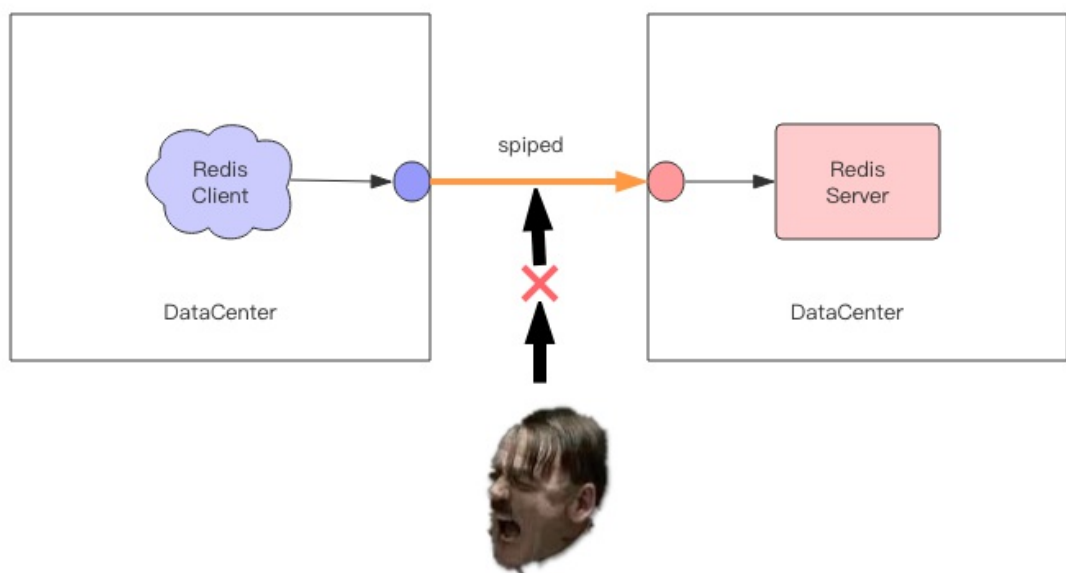 spiped
Redis
Client
Redis
Server
DataCenter
DataCenter